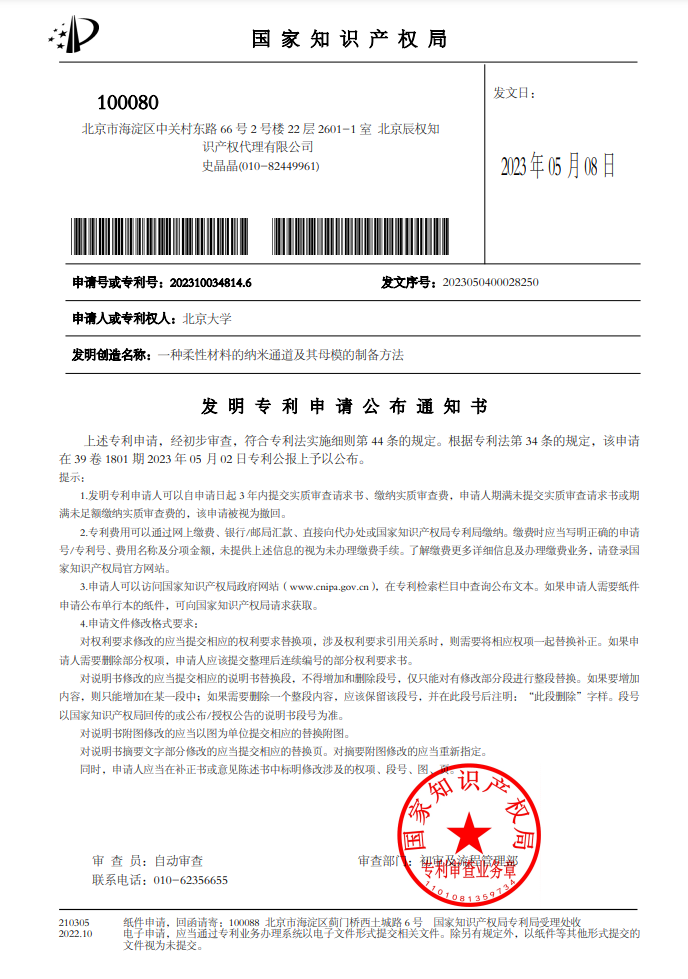 国家知识产权局
100080
北京市海淀区中关村东路 66 号 2 号楼 22 层 2601-1 室 北京辰权知
识产权代理有限公司
史晶晶(010-82449961)
发文日：
2023 年 05 月 08 日
申请号或专利号：202310034814.6 发文序号：2023050400028250
申请人或专利权人：北京大学
发明创造名称：一种柔性材料的纳米通道及其母模的制备方法
发明专利申请公布通知书
上述专利申请，经初步审查，符合专利法实施细则第 44 条的规定。根据专利法第 34 条的规定，该申请
在 39 卷 1801 期 2023 年 05 月 02 日专利公报上予以公布。
提示：
1.发明专利申请人可以自申请日起 3 年内提交实质审查请求书、缴纳实质审查费，申请人期满未提交实质审查请求书或期
满未足额缴纳实质审查费的，该申请被视为撤回。
2.专利费用可以通过网上缴费、银行/邮局汇款、直接向代办处或国家知识产权局专利局缴纳。缴费时应当写明正确的申请
号/专利号、费用名称及分项金额，未提供上述信息的视为未办理缴费手续。了解缴费更多详细信息及办理缴费业务，请登录国
家知识产权局官方网站。
3.申请人可以访问国家知识产权局政府网站（www.cnipa.gov.cn），在专利检索栏目中查询公布文本。如果申请人需要纸件
申请公布单行本的纸件，可向国家知识产权局请求获取。
4.申请文件修改格式要求：
对权利要求修改的应当提交相应的权利要求替换项，涉及权利要求引用关系时，则需要将相应权项一起替换补正。如果申
请人需要删除部分权项，申请人应该提交整理后连续编号的部分权利要求书。
对说明书修改的应当提交相应的说明书替换段，不得增加和删除段号，仅只能对有修改部分段进行整段替换。如果要增加
内容，则只能增加在某一段中；如果需要删除一个整段内容，应该保留该段号，并在此段号后注明：“此段删除”字样。段号
以国家知识产权局回传的或公布/授权公告的说明书段号为准。
对说明书附图修改的应当以图为单位提交相应的替换附图。
对说明书摘要文字部分修改的应当提交相应的替换页。对摘要附图修改的应当重新指定。
同时，申请人应当在补正书或意见陈述书中标明修改涉及的权项、段号、图、页。
国家知识产权局
审 查 员：自动审查 审查部门：初审及流程管理部
专利审查业务章
联系电话：010-62356655
1101081359734
210305 纸件申请，回函请寄：100088 北京市海淀区蓟门桥西土城路 6 号 国家知识产权局专利局受理处收
2022.10 电子申请，应当通过专利业务办理系统以电子文件形式提交相关文件。除另有规定外，以纸件等其他形式提交的
文件视为未提交。